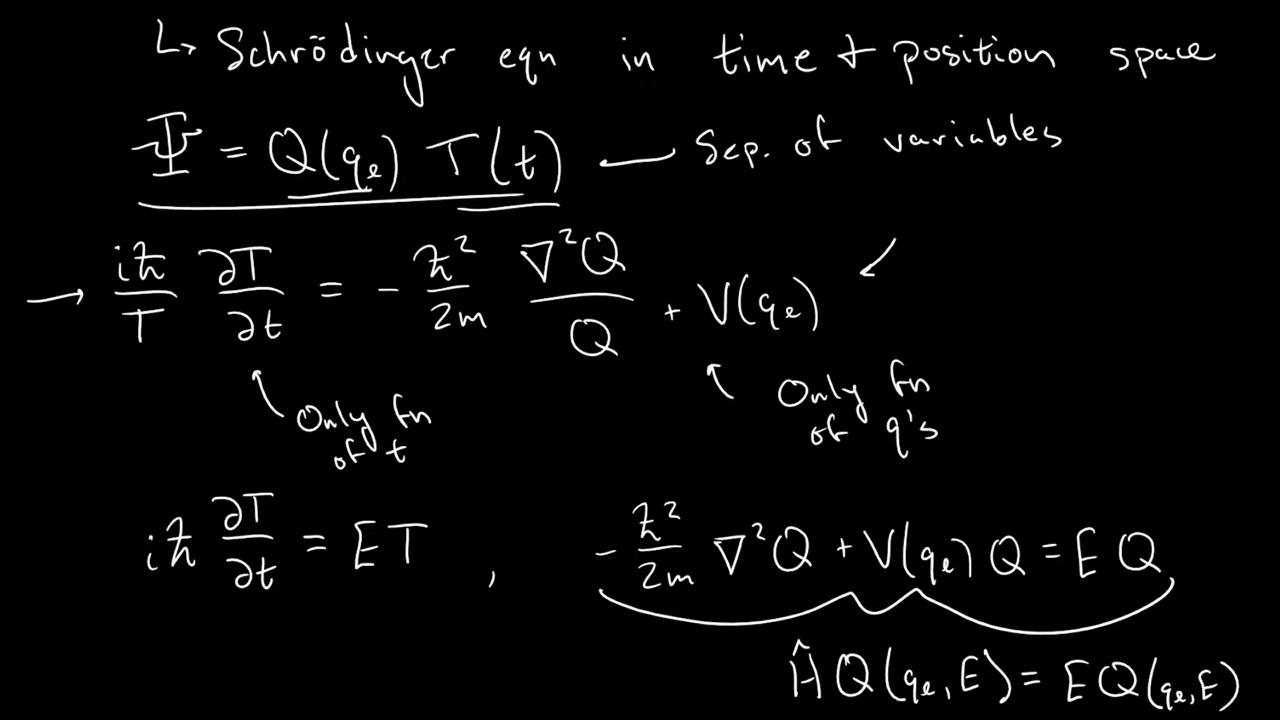 ↳ Schrödinger eqn in time + position space
Ψ = Q(qₑ) T(t) — Sep. of variables
→ iħ/T ∂T/∂t = - ħ²/2m ∇²Q/Q + V(qₑ)
Only fn of t
Only fn of q's
iħ ∂T/∂t = ET , - ħ²/2m ∇²Q + V(qₑ) Q = E Q
Ĥ Q(qₑ, E) = E Q(qₑ, E)